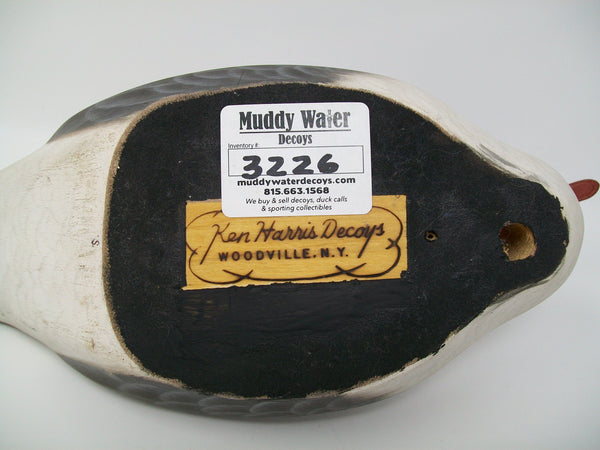 Muddy Water
Decoys
Inventory #:
3226
muddywaterdecoys.com
815.663.1568
We buy & sell decoys, duck calls
& sporting collectibles
Ken Harris Decoys
WOODVILLE, N.Y.
S